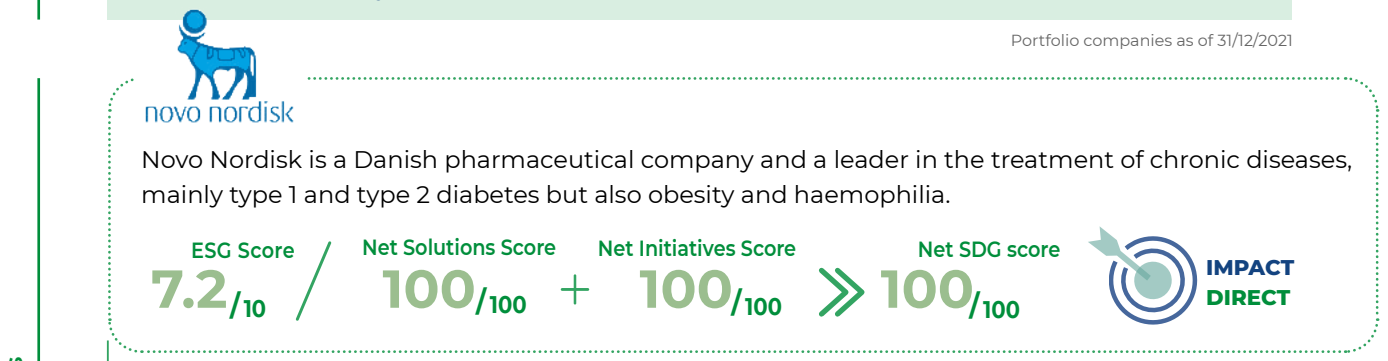 Portfolio companies as of 31/12/2021
novo nordisk
Novo Nordisk is a Danish pharmaceutical company and a leader in the treatment of chronic diseases,
mainly type 1 and type 2 diabetes but also obesity and haemophilia.
ESG Score Net Solutions Score Net Initiatives Score Net SDG score
7.2/10 / 100/100 + 100/100 >> 100/100
IMPACT
DIRECT